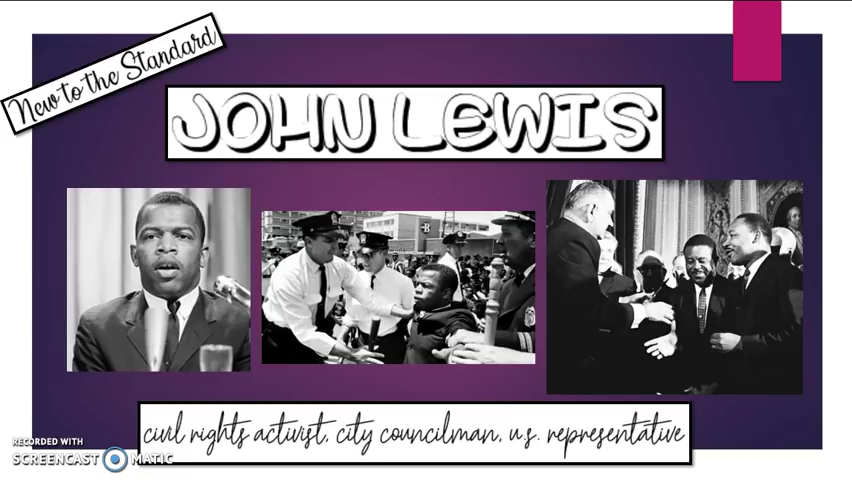 New to the Standard
JOHN LEWIS
civil rights activist, city councilman, u.s. representative
RECORDED WITH
SCREENCAST MATIC